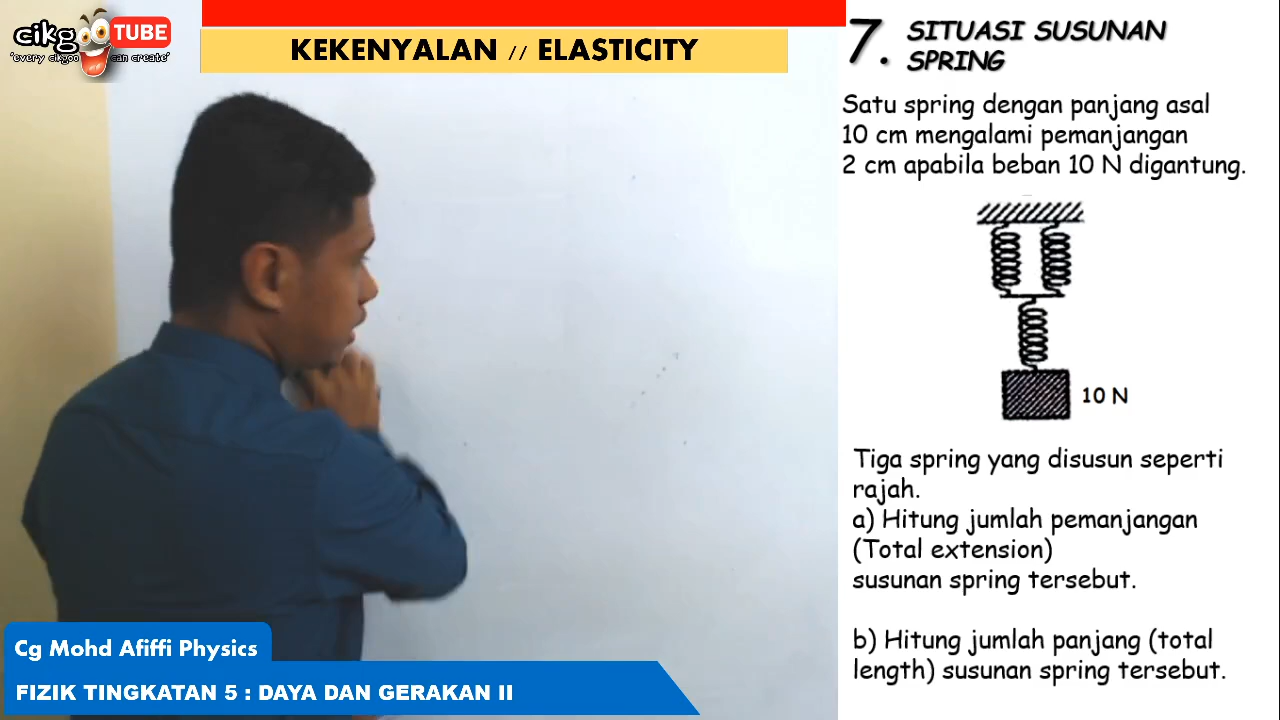 cikgoo TUBE
'every cikgoo can create'
KEKENYALAN // ELASTICITY
7. SITUASI SUSUNAN
SPRING
Satu spring dengan panjang asal
10 cm mengalami pemanjangan
2 cm apabila beban 10 N digantung.
10 N
Tiga spring yang disusun seperti
rajah.
a) Hitung jumlah pemanjangan
(Total extension)
susunan spring tersebut.
b) Hitung jumlah panjang (total
length) susunan spring tersebut.
Cg Mohd Afiffi Physics
FIZIK TINGKATAN 5 : DAYA DAN GERAKAN II